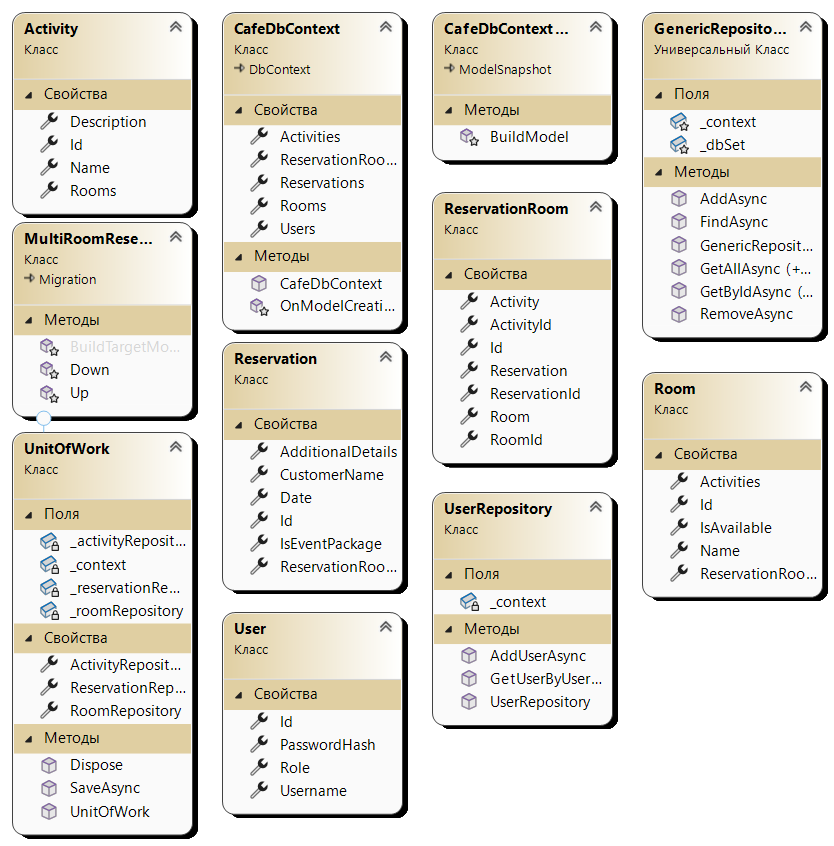 Activity
Класс
Свойства
Description
Id
Name
Rooms
MultiRoomRese...
Класс
Migration
Методы
BuildTargetMo...
Down
Up
UnitOfWork
Класс
Поля
_activityReposit...
_context
_reservationRe...
_roomRepository
Свойства
ActivityReposit...
ReservationRep...
RoomRepository
Методы
Dispose
SaveAsync
UnitOfWork
CafeDbContext
Класс
DbContext
Свойства
Activities
ReservationRoo...
Reservations
Rooms
Users
Методы
CafeDbContext
OnModelCreati...
Reservation
Класс
Свойства
AdditionalDetails
CustomerName
Date
Id
IsEventPackage
ReservationRoo...
User
Класс
Свойства
Id
PasswordHash
Role
Username
CafeDbContext...
Класс
ModelSnapshot
Методы
BuildModel
ReservationRoom
Класс
Свойства
Activity
ActivityId
Id
Reservation
ReservationId
Room
RoomId
UserRepository
Класс
Поля
_context
Методы
AddUserAsync
GetUserByUser...
UserRepository
GenericReposito...
Универсальный Класс
Поля
_context
_dbSet
Методы
AddAsync
FindAsync
GenericReposit...
GetAllAsync (+...
GetByIdAsync (...
RemoveAsync
Room
Класс
Свойства
Activities
Id
IsAvailable
Name
ReservationRoo...